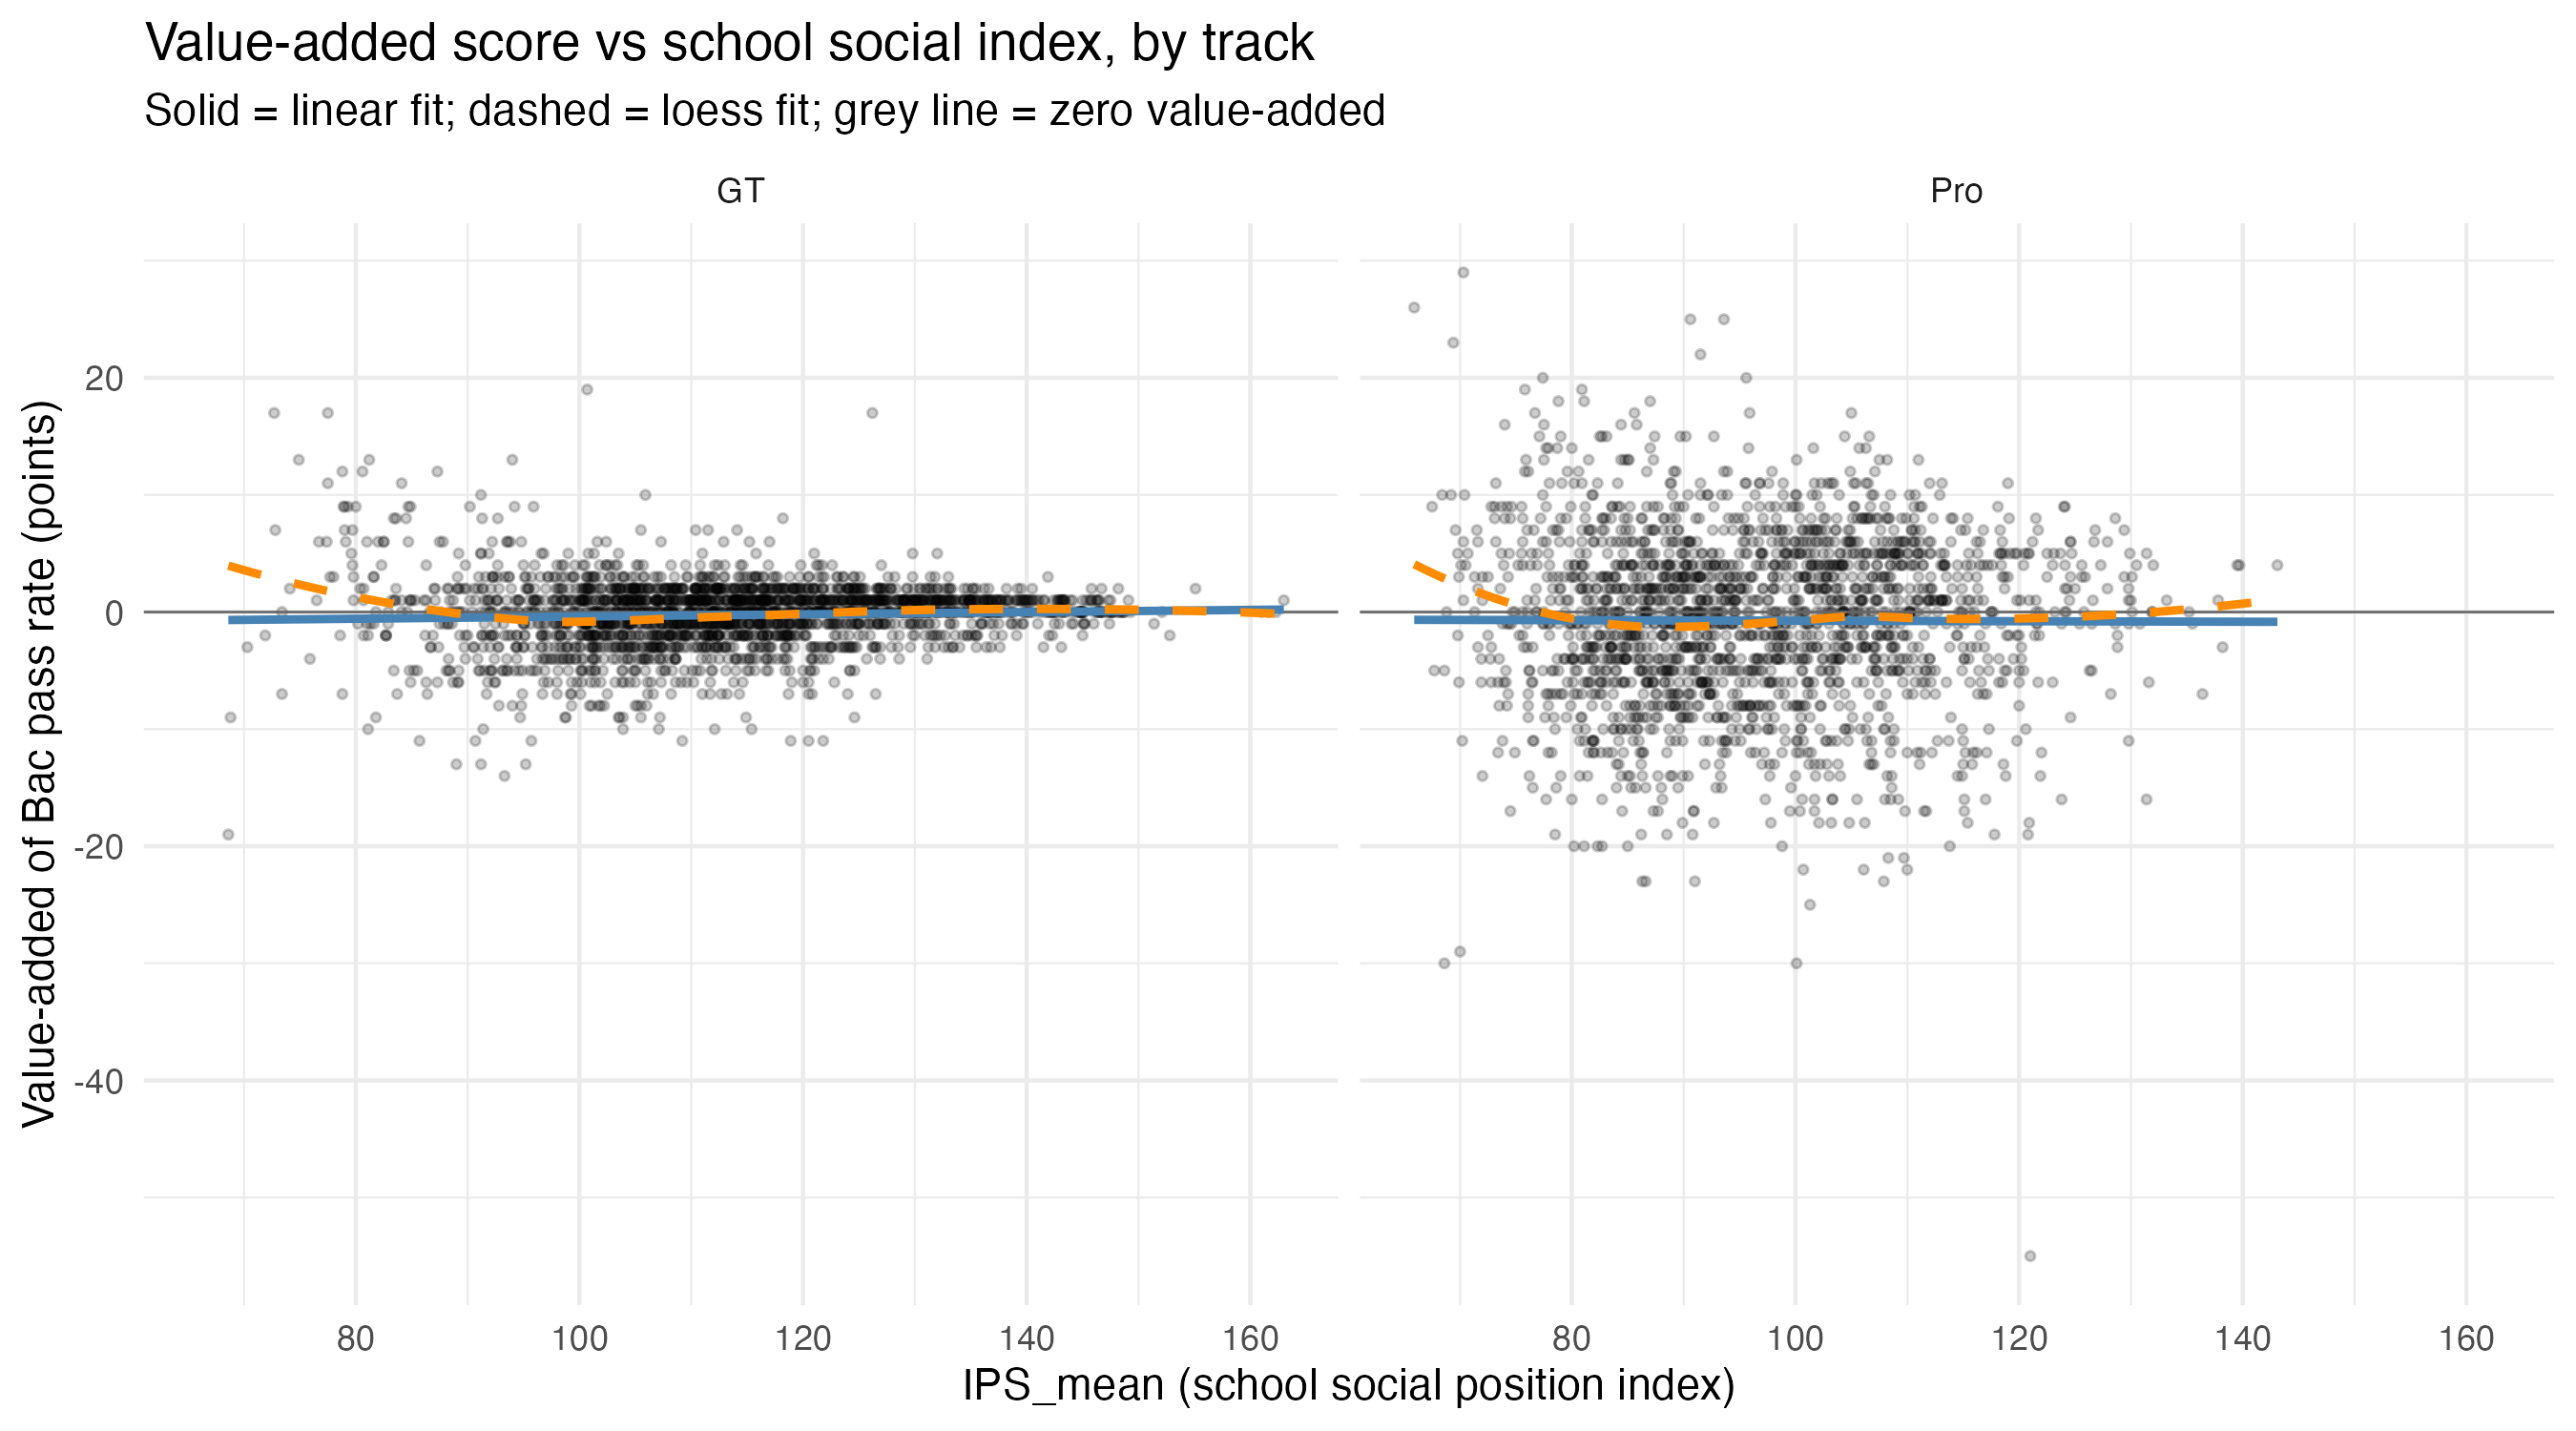 Value-added score vs school social index, by track
Solid = linear fit; dashed = loess fit; grey line = zero value-added
GT
Pro
Value-added of Bac pass rate (points)
20
0
-20
-40
80 100 120 140 160
80 100 120 140 160
IPS_mean (school social position index)